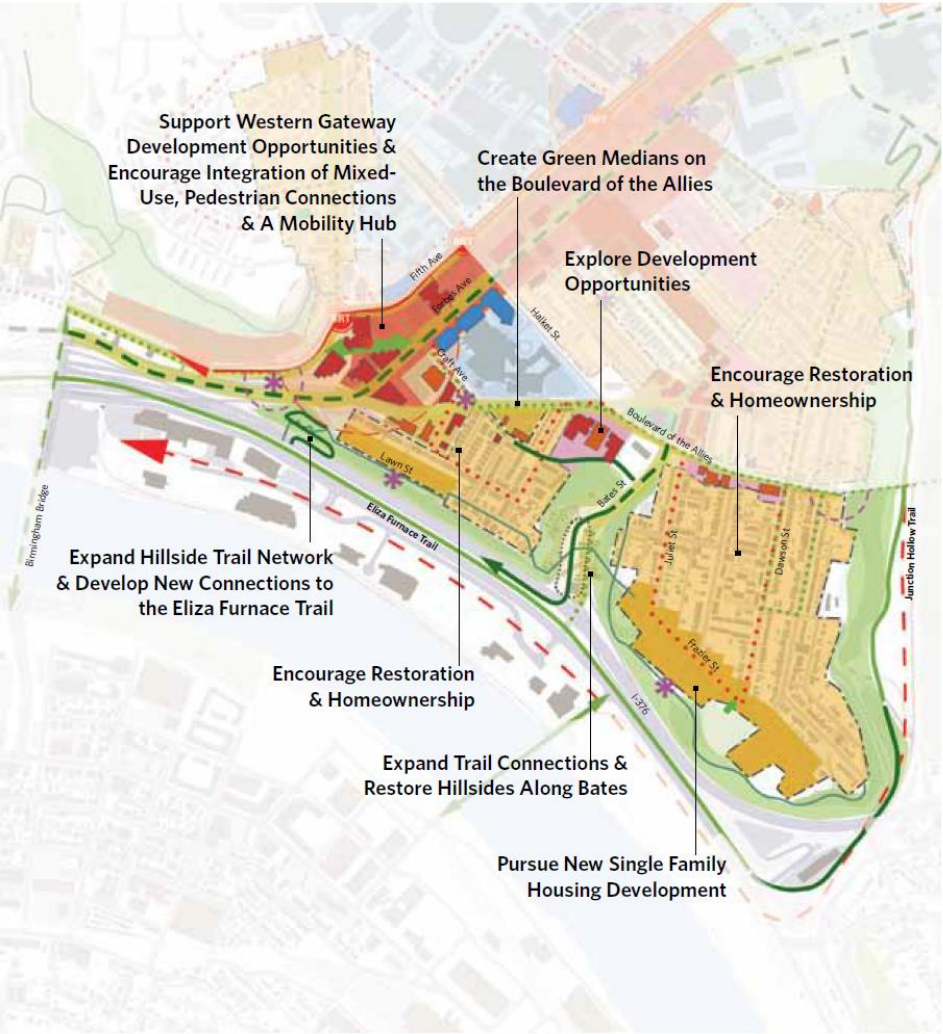 Support Western Gateway
Development Opportunities &
Encourage Integration of Mixed-
Use, Pedestrian Connections
& A Mobility Hub
Create Green Medians on
the Boulevard of the Allies
Explore Development
Opportunities
Encourage Restoration
& Homeownership
Fifth Ave
Forbes Ave
Halket St
Craft Ave
BRT
BRT
BRT
Boulevard of the Allies
Lawn St
Bates St
Eliza Furnace Trail
Birmingham Bridge
Juliet St
Dawson St
Junction Hollow Trail
Frazier St
I-376
Expand Hillside Trail Network
& Develop New Connections to
the Eliza Furnace Trail
Encourage Restoration
& Homeownership
Expand Trail Connections &
Restore Hillsides Along Bates
Pursue New Single Family
Housing Development